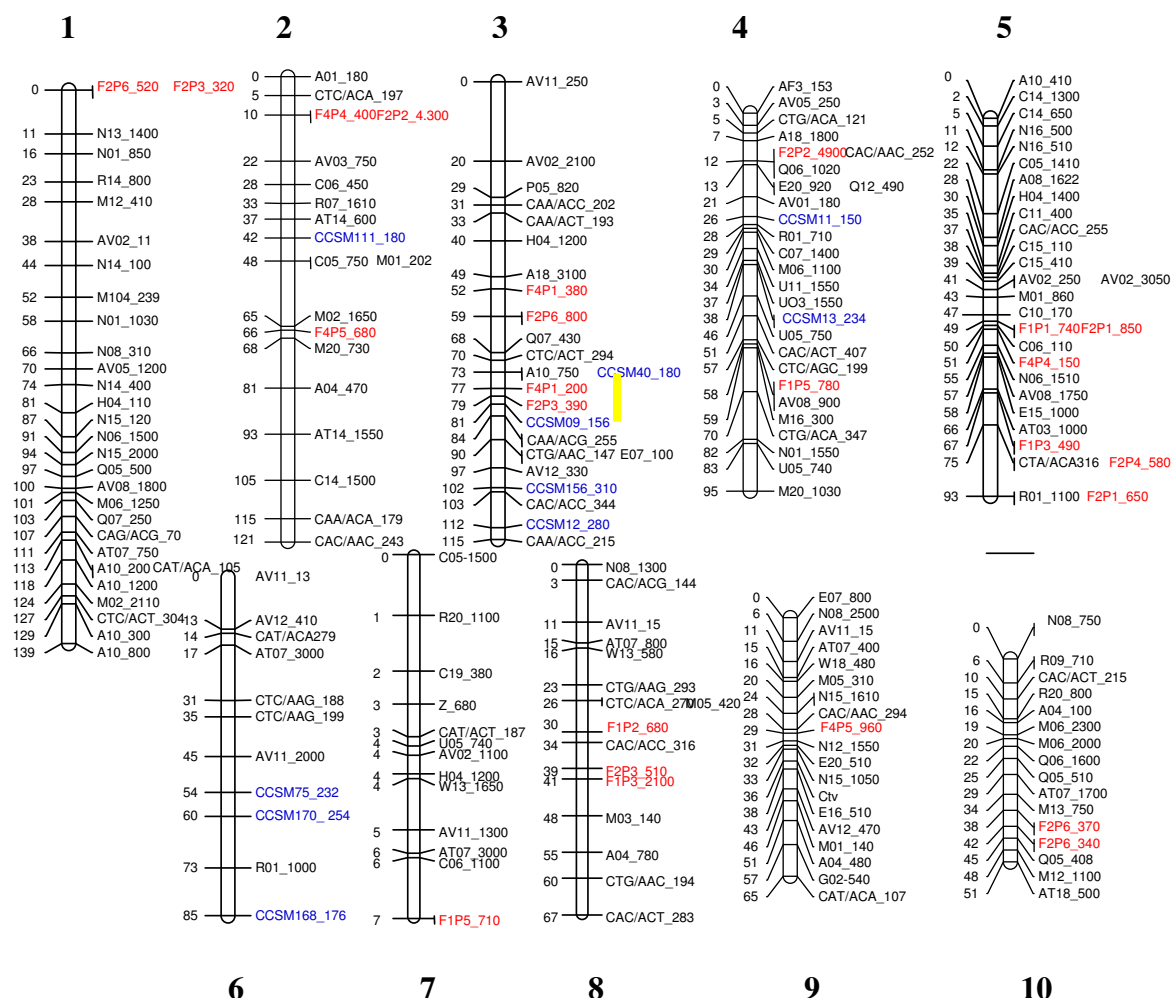 1
0 F2P6_520 F2P3_320
11 N13_1400
16 N01_850
23 R14_800
28 M12_410
38 AV02_11
44 N14_100
52 M104_239
58 N01_1030
66 N08_310
70 AV05_1200
74 N14_400
81 H04_110
87 N15_120
91 N06_1500
94 N15_2000
97 Q05_500
100 AV08_1800
101 M06_1250
103 Q07_250
107 CAG/ACG_70
111 AT07_750
113 A10_200 CAT/ACA_105
118 A10_1200
124 M02_2110
127 CTC/ACT_304
129 A10_300
139 A10_800
2
0 A01_180
5 CTC/ACA_197
10 F4P4_400 F2P2_4.300
22 AV03_750
28 C06_450
33 R07_1610
37 AT14_600
42 CCSM111_180
48 C05_750 M01_202
65 M02_1650
66 F4P5_680
68 M20_730
81 A04_470
93 AT14_1550
105 C14_1500
115 CAA/ACA_179
121 CAC/AAC_243
3
0 AV11_250
20 AV02_2100
29 P05_820
31 CAA/ACC_202
33 CAA/ACT_193
40 H04_1200
49 A18_3100
52 F4P1_380
59 F2P6_800
68 Q07_430
70 CTC/ACT_294
73 A10_750 CCSM40_180
77 F4P1_200
79 F2P3_390
81 CCSM09_156
84 CAA/ACG_255
90 CTG/AAC_147 E07_100
97 AV12_330
102 CCSM156_310
103 CAC/ACC_344
112 CCSM12_280
115 CAA/ACC_215
4
0 AF3_153
3 AV05_250
5 CTG/ACA_121
7 A18_1800
F2P2_4900 CAC/AAC_252
12 Q06_1020
13 E20_920 Q12_490
21 AV01_180
26 CCSM11_150
28 R01_710
29 C07_1400
30 M06_1100
34 U11_1550
37 UO3_1550
38 CCSM13_234
46 U05_750
51 CAC/ACT_407
57 CTC/AGC_199
F1P5_780
58 AV08_900
59 M16_300
70 CTG/ACA_347
82 N01_1550
83 U05_740
95 M20_1030
5
0 A10_410
2 C14_1300
5 C14_650
11 N16_500
12 N16_510
22 C05_1410
28 A08_1622
30 H04_1400
35 C11_400
37 CAC/ACC_255
38 C15_110
39 C15_410
41 AV02_250 AV02_3050
43 M01_860
47 C10_170
49 F1P1_740 F2P1_850
50 C06_110
51 F4P4_150
55 N06_1510
57 AV08_1750
58 E15_1000
66 AT03_1000
67 F1P3_490
75 CTA/ACA316 F2P4_580
93 R01_1100 F2P1_650
0 AV11_13
13 AV12_410
14 CAT/ACA279
17 AT07_3000
31 CTC/AAG_188
35 CTC/AAG_199
45 AV11_2000
54 CCSM75_232
60 CCSM170_ 254
73 R01_1000
85 CCSM168_176
6
0 C05-1500
1 R20_1100
2 C19_380
3 Z_680
3 CAT/ACT_187
4 U05_740
4 AV02_1100
4 H04_1200
4 W13_1650
5 AV11_1300
6 AT07_3000
6 C06_1100
7 F1P5_710
7
0 N08_1300
3 CAC/ACG_144
11 AV11_15
15 AT07_800
16 W13_580
23 CTG/AAG_293
26 CTC/ACA_270 M05_420
30 F1P2_680
34 CAC/ACC_316
39 F2P3_510
41 F1P3_2100
48 M03_140
55 A04_780
60 CTG/AAC_194
67 CAC/ACT_283
8
0 E07_800
6 N08_2500
11 AV11_15
15 AT07_400
16 W18_480
20 M05_310
24 N15_1610
28 CAC/AAC_294
29 F4P5_960
31 N12_1550
32 E20_510
33 N15_1050
36 Ctv
38 E16_510
43 AV12_470
46 M01_140
51 A04_480
57 G02-540
65 CAT/ACA_107
9
0 N08_750
6 R09_710
10 CAC/ACT_215
15 R20_800
16 A04_100
19 M06_2300
20 M06_2000
22 Q06_1600
25 Q05_510
29 AT07_1700
34 M13_750
38 F2P6_370
42 F2P6_340
45 Q05_408
48 M12_1100
51 AT18_500
10